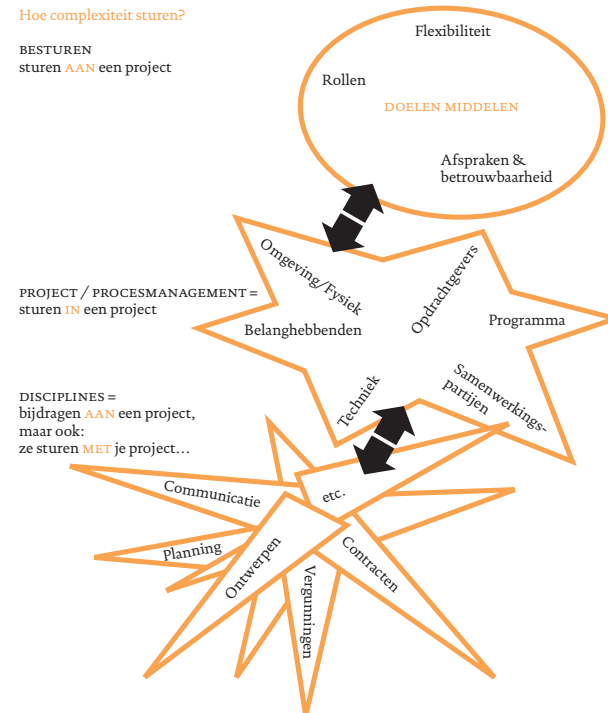 Hoe complexiteit sturen?
BESTUREN
sturen AAN een project
Flexibiliteit
Rollen
DOELEN MIDDELEN
Afspraken &
betrouwbaarheid
PROJECT / PROCESMANAGEMENT =
sturen IN een project
Omgeving/Fysiek
Opdrachtgevers
Belanghebbenden
Programma
Techniek
Samenwerkings-
partijen
DISCIPLINES =
bijdragen AAN een project,
maar ook:
ze sturen MET je project...
Communicatie
etc.
Planning
Ontwerpen
Contracten
Vergunningen